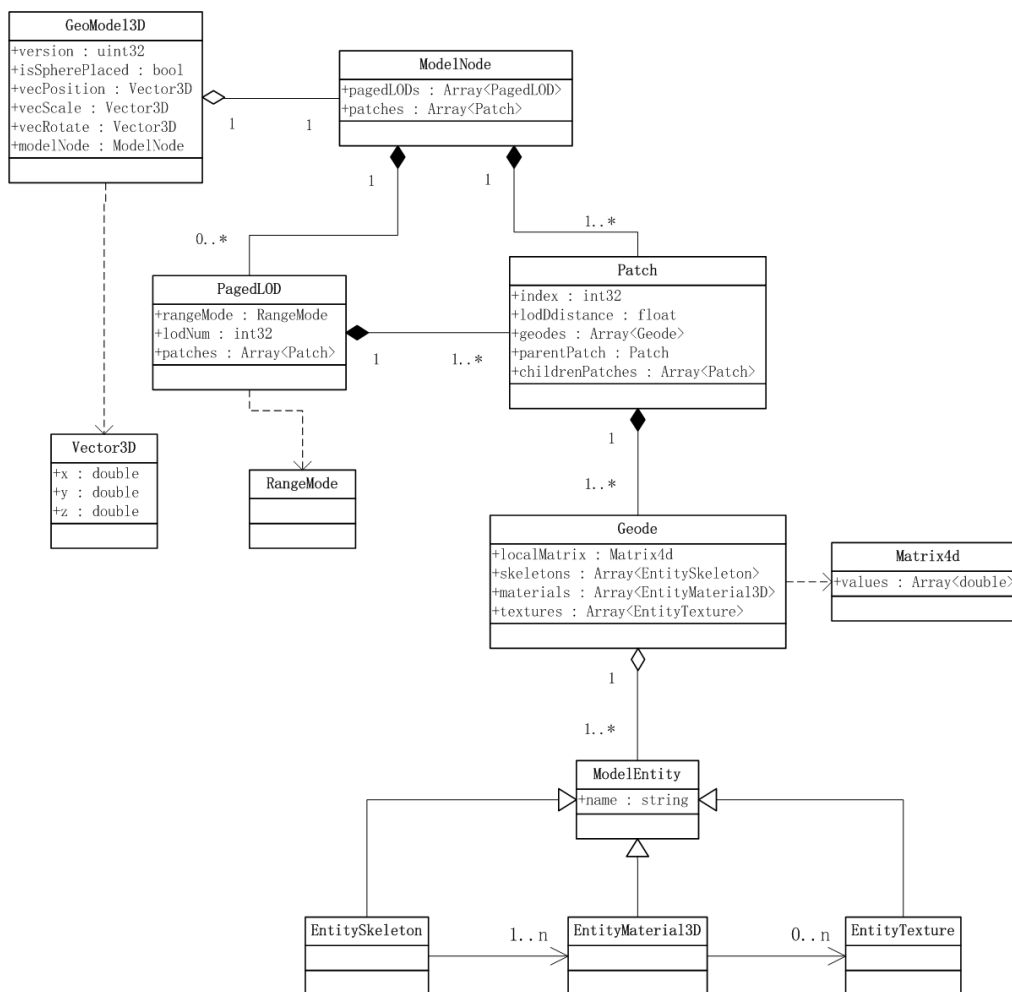 GeoModel3D
+version : uint32
+isSpherePlaced : bool
+vecPosition : Vector3D
+vecScale : Vector3D
+vecRotate : Vector3D
+modelNode : ModelNode
ModelNode
+pagedLODs : Array<PagedLOD>
+patches : Array<Patch>
1
1
1
1
0..*
1..*
PagedLOD
+rangeMode : RangeMode
+lodNum : int32
+patches : Array<Patch>
1
1..*
Patch
+index : int32
+lodDdistance : float
+geodes : Array<Geode>
+parentPatch : Patch
+childrenPatches : Array<Patch>
Vector3D
+x : double
+y : double
+z : double
RangeMode
1
1..*
Geode
+localMatrix : Matrix4d
+skeletons : Array<EntitySkeleton>
+materials : Array<EntityMaterial3D>
+textures : Array<EntityTexture>
Matrix4d
+values : Array<double>
1
1..*
ModelEntity
+name : string
EntitySkeleton
1..n
EntityMaterial3D
0..n
EntityTexture